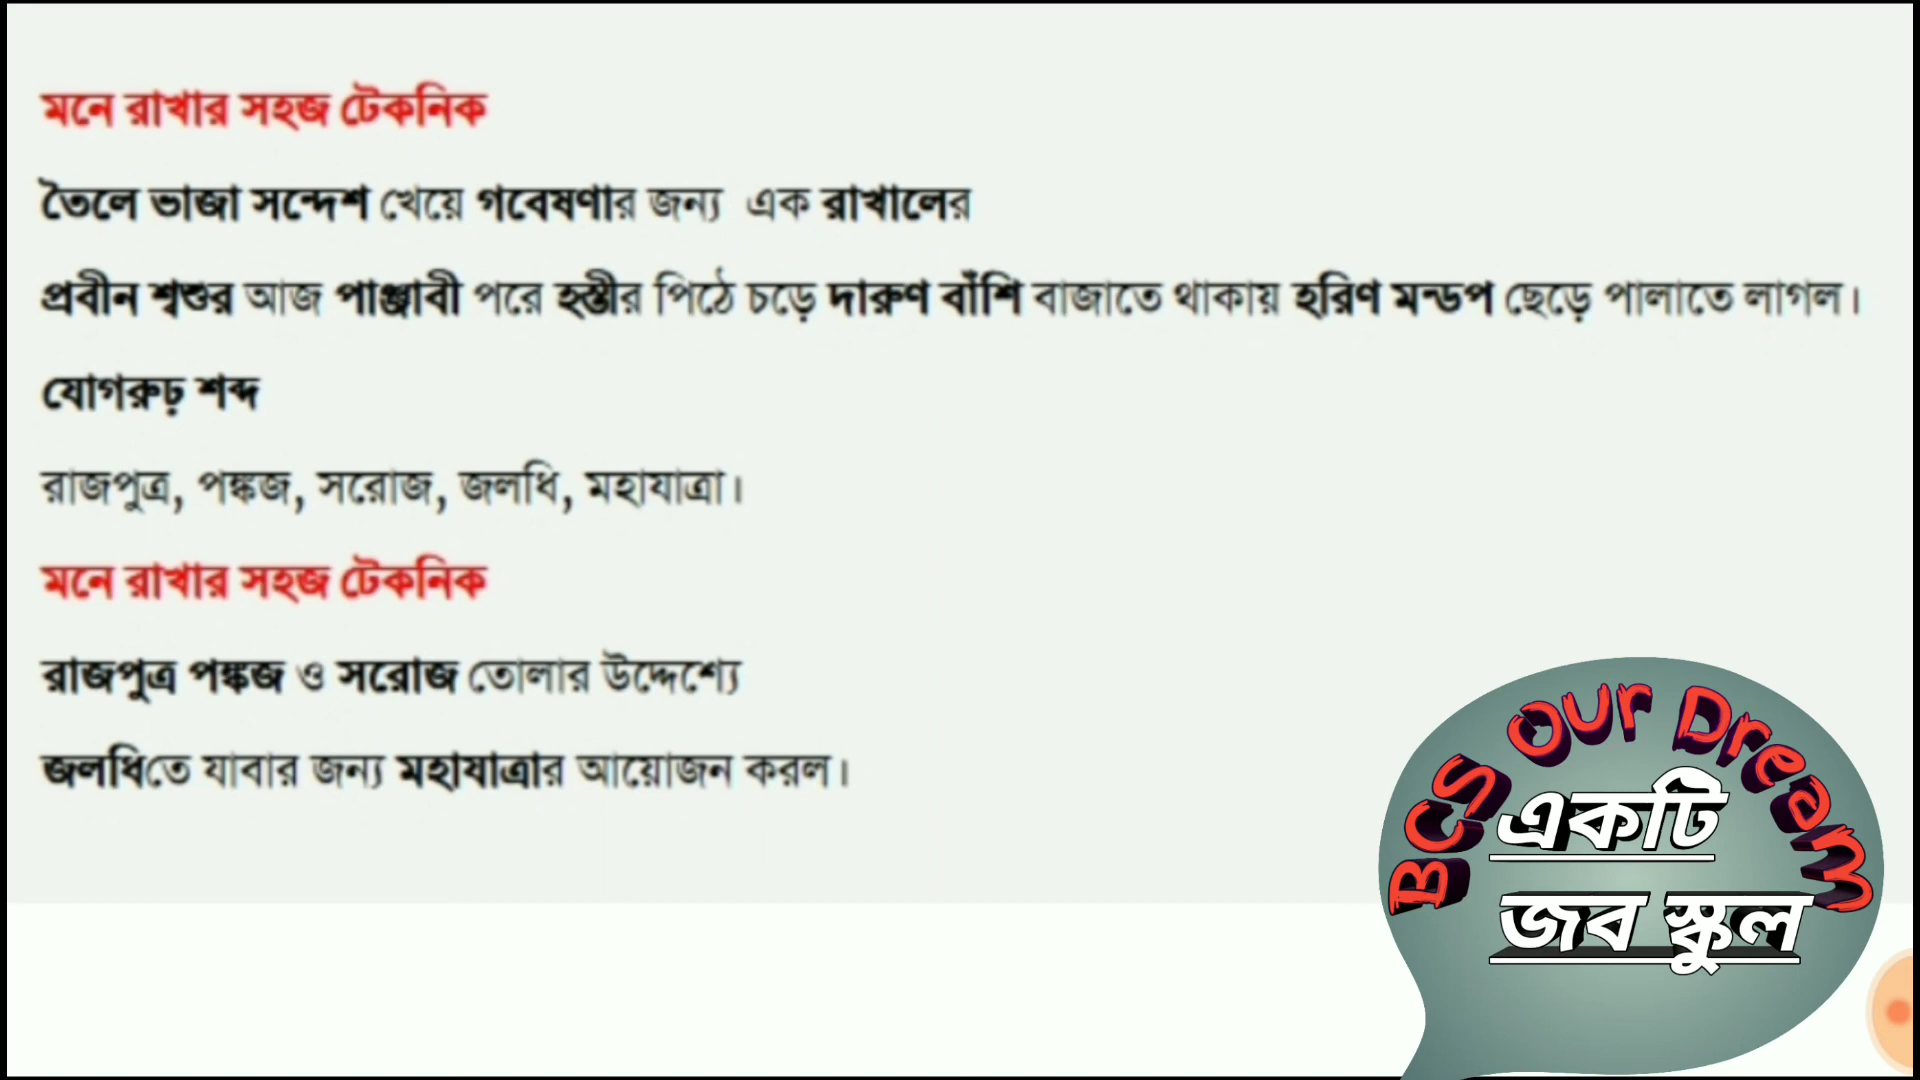 মনে রাখার সহজ টেকনিক
তৈলে ভাজা সন্দেশ খেয়ে গবেষণার জন্য এক রাখালের
প্রবীন শ্বশুর আজ পাঞ্জাবী পরে হস্তীর পিঠে চড়ে দারুণ বাঁশি বাজাতে থাকায় হরিণ মন্ডপ ছেড়ে পালাতে লাগল।
যোগরুঢ় শব্দ
রাজপুত্র, পঙ্কজ, সরোজ, জলধি, মহাযাত্রা।
মনে রাখার সহজ টেকনিক
রাজপুত্র পঙ্কজ ও সরোজ তোলার উদ্দেশ্যে
জলধিতে যাবার জন্য মহাযাত্রার আয়োজন করল।
BCS Our Dream
একটি
জব স্কুল